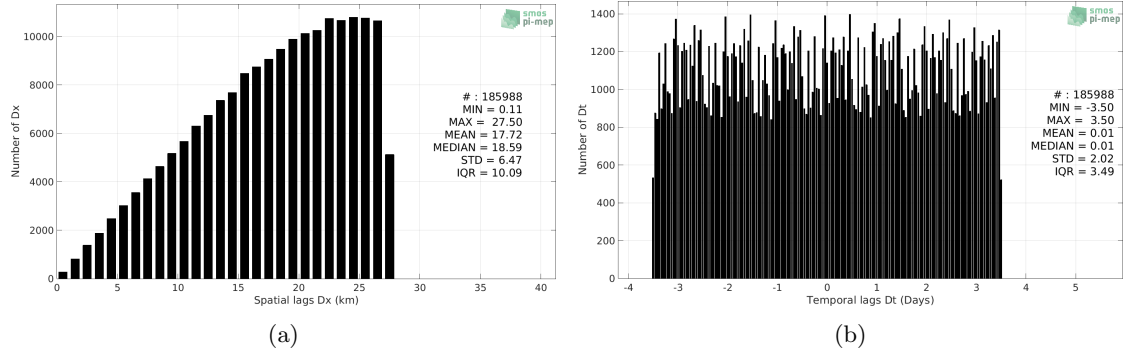 10000
8000
6000
4000
2000
0
0 5 10 15 20 25 30 35 40
Number of Dx
Spatial lags Dx (km)
smos
pi-mep
# : 185988
MIN = 0.11
MAX = 27.50
MEAN = 17.72
MEDIAN = 18.59
STD = 6.47
IQR = 10.09
(a)
1400
1200
1000
800
600
400
200
0
-4 -3 -2 -1 0 1 2 3 4 5
Number of Dt
Temporal lags Dt (Days)
smos
pi-mep
# : 185988
MIN = -3.50
MAX = 3.50
MEAN = 0.01
MEDIAN = 0.01
STD = 2.02
IQR = 3.49
(b)